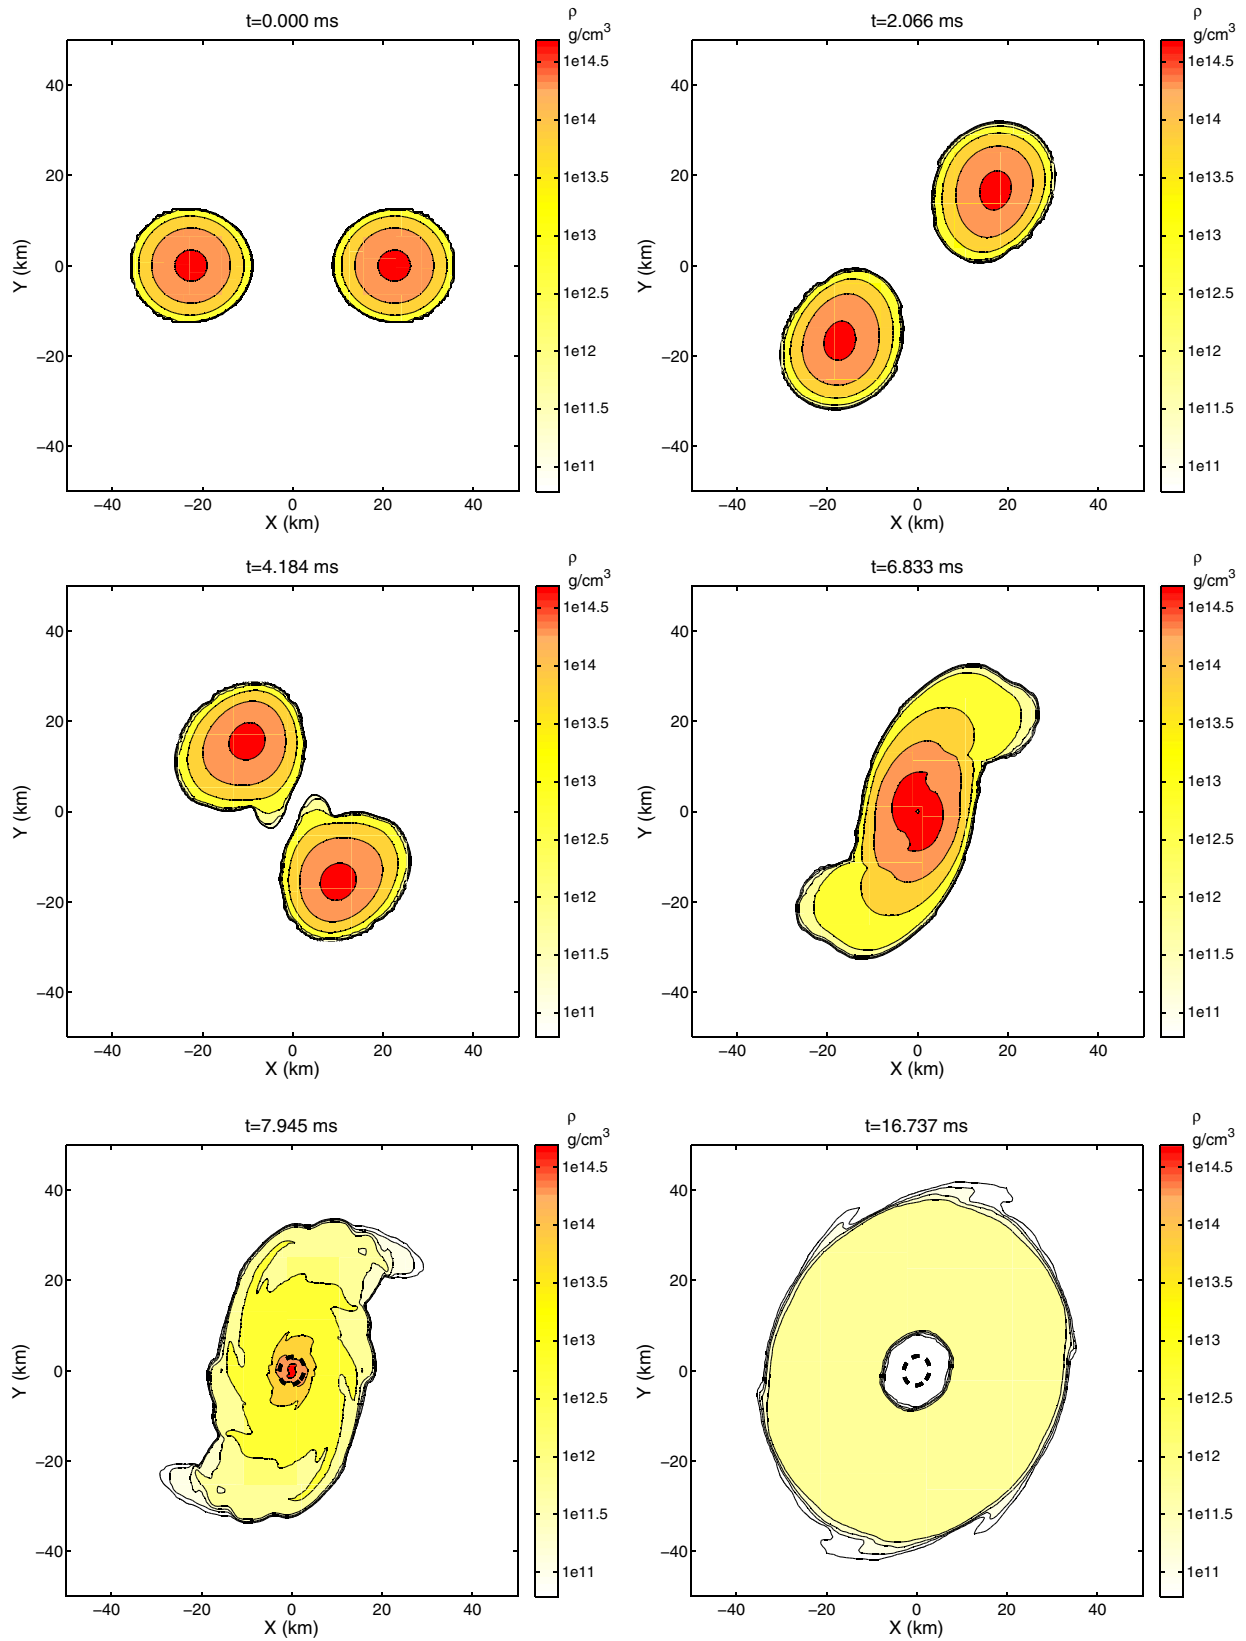 t=0.000 ms
ρ
g/cm³
40
20
0
−20
−40
Y (km)
−40 −20 0 20 40
X (km)
1e14.5
1e14
1e13.5
1e13
1e12.5
1e12
1e11.5
1e11
t=2.066 ms
ρ
g/cm³
40
20
0
−20
−40
Y (km)
−40 −20 0 20 40
X (km)
1e14.5
1e14
1e13.5
1e13
1e12.5
1e12
1e11.5
1e11
t=4.184 ms
ρ
g/cm³
40
20
0
−20
−40
Y (km)
−40 −20 0 20 40
X (km)
1e14.5
1e14
1e13.5
1e13
1e12.5
1e12
1e11.5
1e11
t=6.833 ms
ρ
g/cm³
40
20
0
−20
−40
Y (km)
−40 −20 0 20 40
X (km)
1e14.5
1e14
1e13.5
1e13
1e12.5
1e12
1e11.5
1e11
t=7.945 ms
ρ
g/cm³
40
20
0
−20
−40
Y (km)
−40 −20 0 20 40
X (km)
1e14.5
1e14
1e13.5
1e13
1e12.5
1e12
1e11.5
1e11
t=16.737 ms
ρ
g/cm³
40
20
0
−20
−40
Y (km)
−40 −20 0 20 40
X (km)
1e14.5
1e14
1e13.5
1e13
1e12.5
1e12
1e11.5
1e11